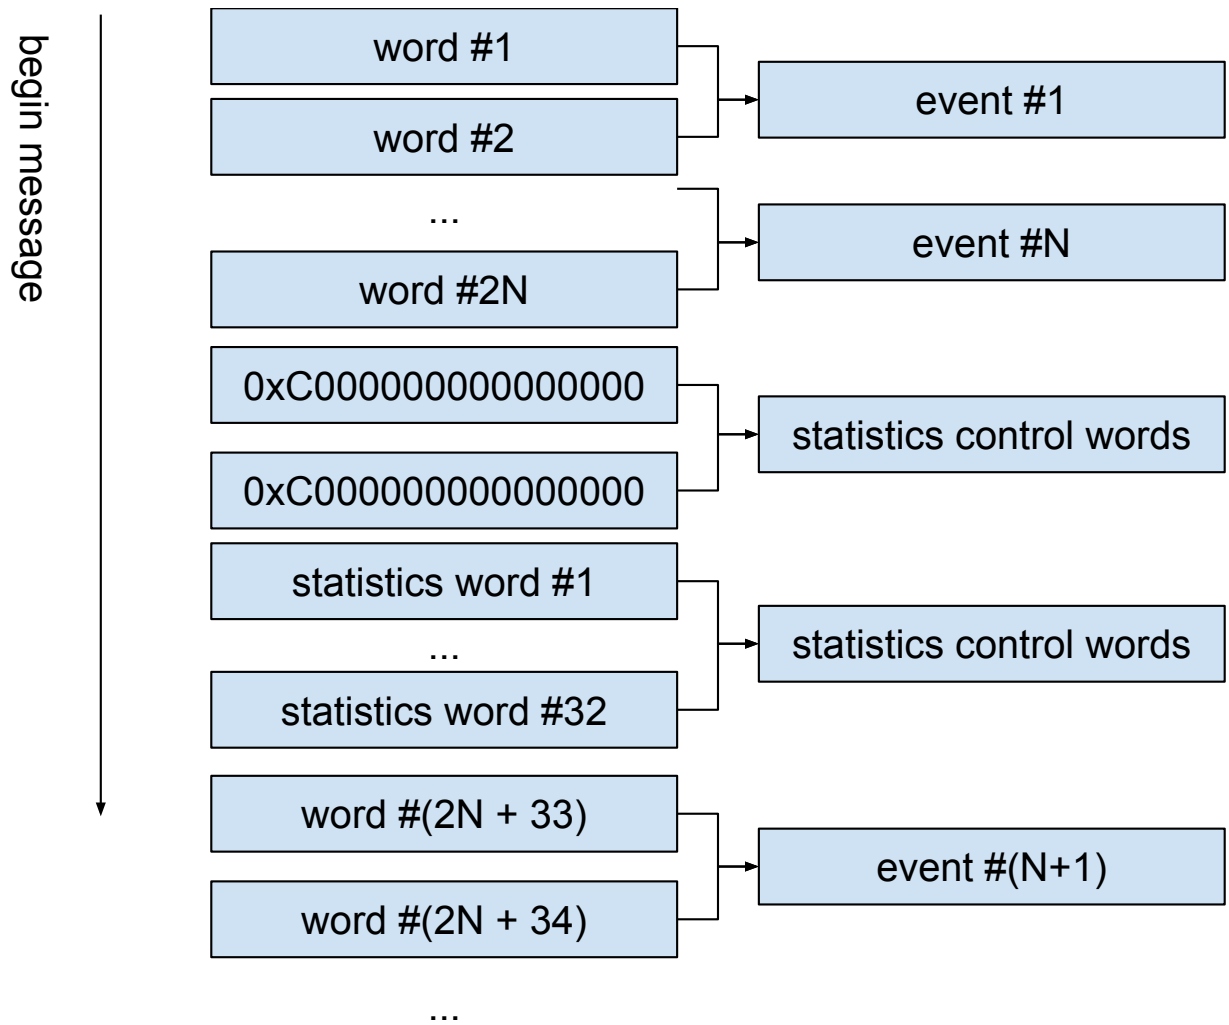 begin message
word #1
word #2
event #1
...
event #N
word #2N
0xC000000000000000
statistics control words
0xC000000000000000
statistics word #1
...
statistics control words
statistics word #32
word #(2N + 33)
event #(N+1)
word #(2N + 34)
...